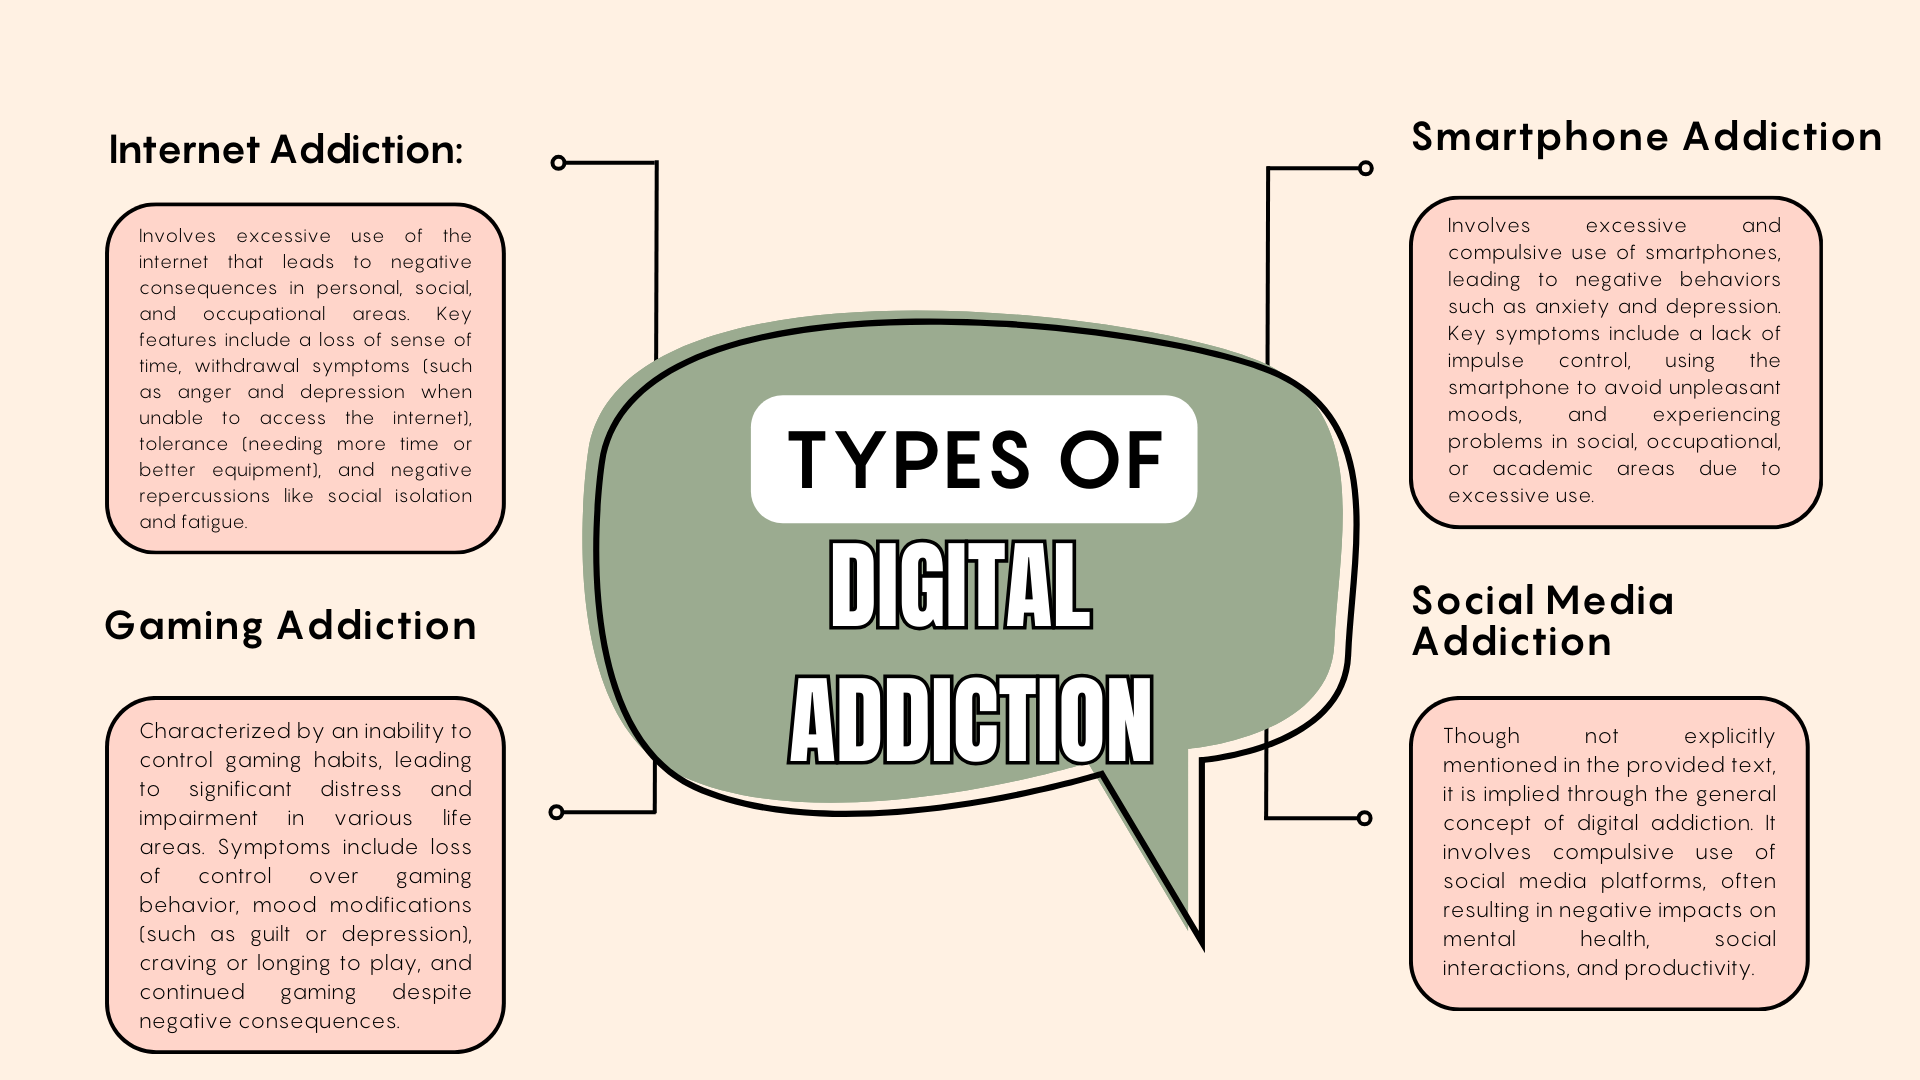 Internet Addiction:
Involves excessive use of the
internet that leads to negative
consequences in personal, social,
and occupational areas. Key
features include a loss of sense of
time, withdrawal symptoms (such
as anger and depression when
unable to access the internet),
tolerance (needing more time or
better equipment), and negative
repercussions like social isolation
and fatigue.
Gaming Addiction
Characterized by an inability to
control gaming habits, leading
to significant distress and
impairment in various life
areas. Symptoms include loss
of control over gaming
behavior, mood modifications
(such as guilt or depression),
craving or longing to play, and
continued gaming despite
negative consequences.
TYPES OF
DIGITAL
ADDICTION
Smartphone Addiction
Involves excessive and
compulsive use of smartphones,
leading to negative behaviors
such as anxiety and depression.
Key symptoms include a lack of
impulse control, using the
smartphone to avoid unpleasant
moods, and experiencing
problems in social, occupational,
or academic areas due to
excessive use.
Social Media
Addiction
Though not explicitly
mentioned in the provided text,
it is implied through the general
concept of digital addiction. It
involves compulsive use of
social media platforms, often
resulting in negative impacts on
mental health, social
interactions, and productivity.